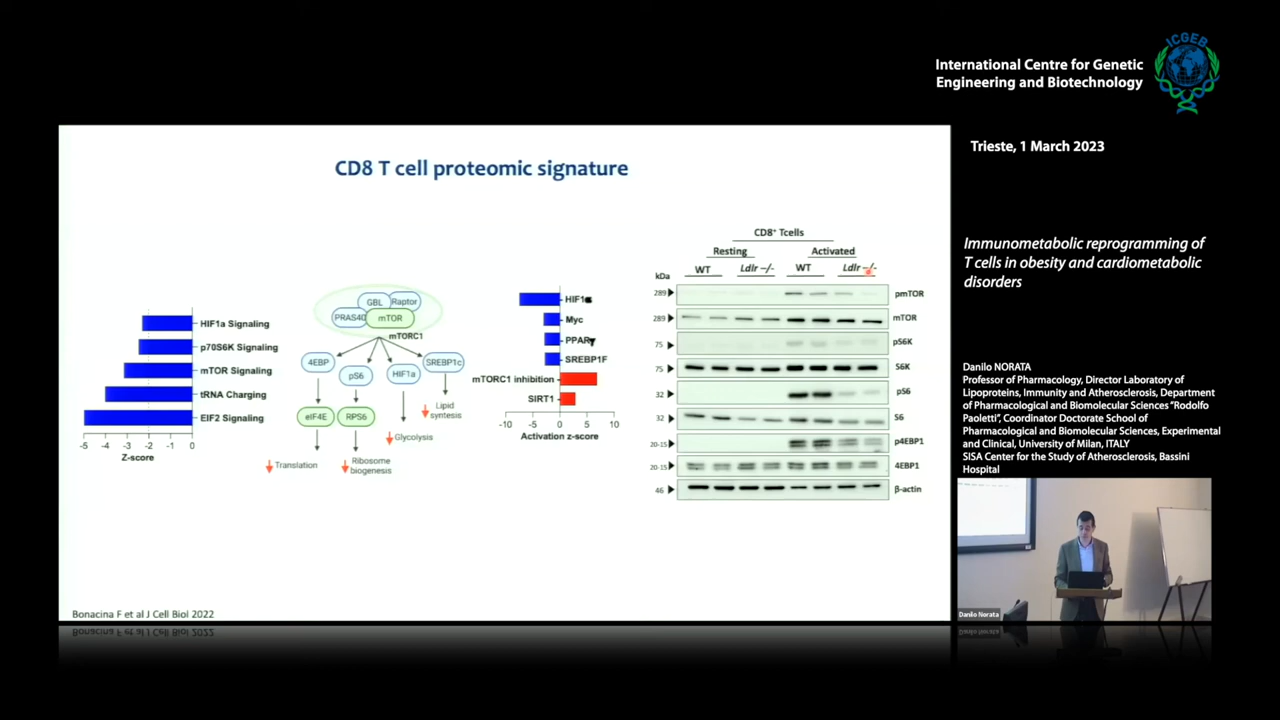 ICGEB
International Centre for Genetic
Engineering and Biotechnology
Trieste, 1 March 2023
Immunometabolic reprogramming of
T cells in obesity and cardiometabolic
disorders
Danilo NORATA
Professor of Pharmacology, Director Laboratory of
Lipoproteins, Immunity and Atherosclerosis, Department
of Pharmacological and Biomolecular Sciences “Rodolfo
Paoletti”, Coordinator Doctorate School of
Pharmacological and Biomolecular Sciences, Experimental
and Clinical, University of Milan, ITALY
SISA Center for the Study of Atherosclerosis, Bassini
Hospital
Danilo Norata
CD8 T cell proteomic signature
HIF1a Signaling
p70S6K Signaling
mTOR Signaling
tRNA Charging
EIF2 Signaling
-5 -4 -3 -2 -1 0
Z-score
GBL Raptor
PRAS40 mTOR
mTORC1
4EBP pS6 HIF1a SREBP1c
eIF4E RPS6
Lipid
syntesis
Glycolysis
Translation
Ribosome
biogenesis
HIF1α
Myc
PPARγ
SREBP1F
mTORC1 inhibition
SIRT1
-10 -5 0 5 10
Activation z-score
CD8+ Tcells
Resting Activated
WT Ldlr -/- WT Ldlr -/-
kDa
289 pmTOR
289 mTOR
75 pS6K
75 S6K
32 pS6
32 S6
20-15 p4EBP1
20-15 4EBP1
46 β-actin
Bonacina F et al J Cell Biol 2022